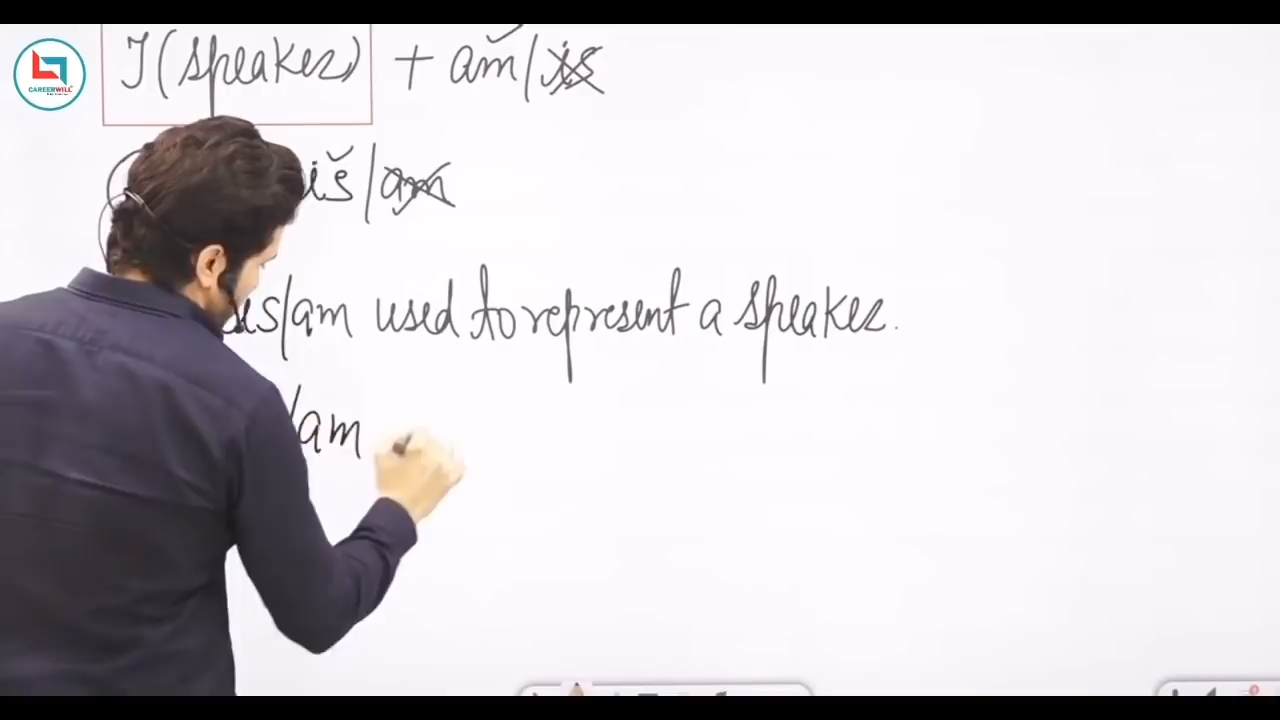 CAREERWILL
I (speaker) + am/is
is/am
is/am used to represent a speaker.
/am